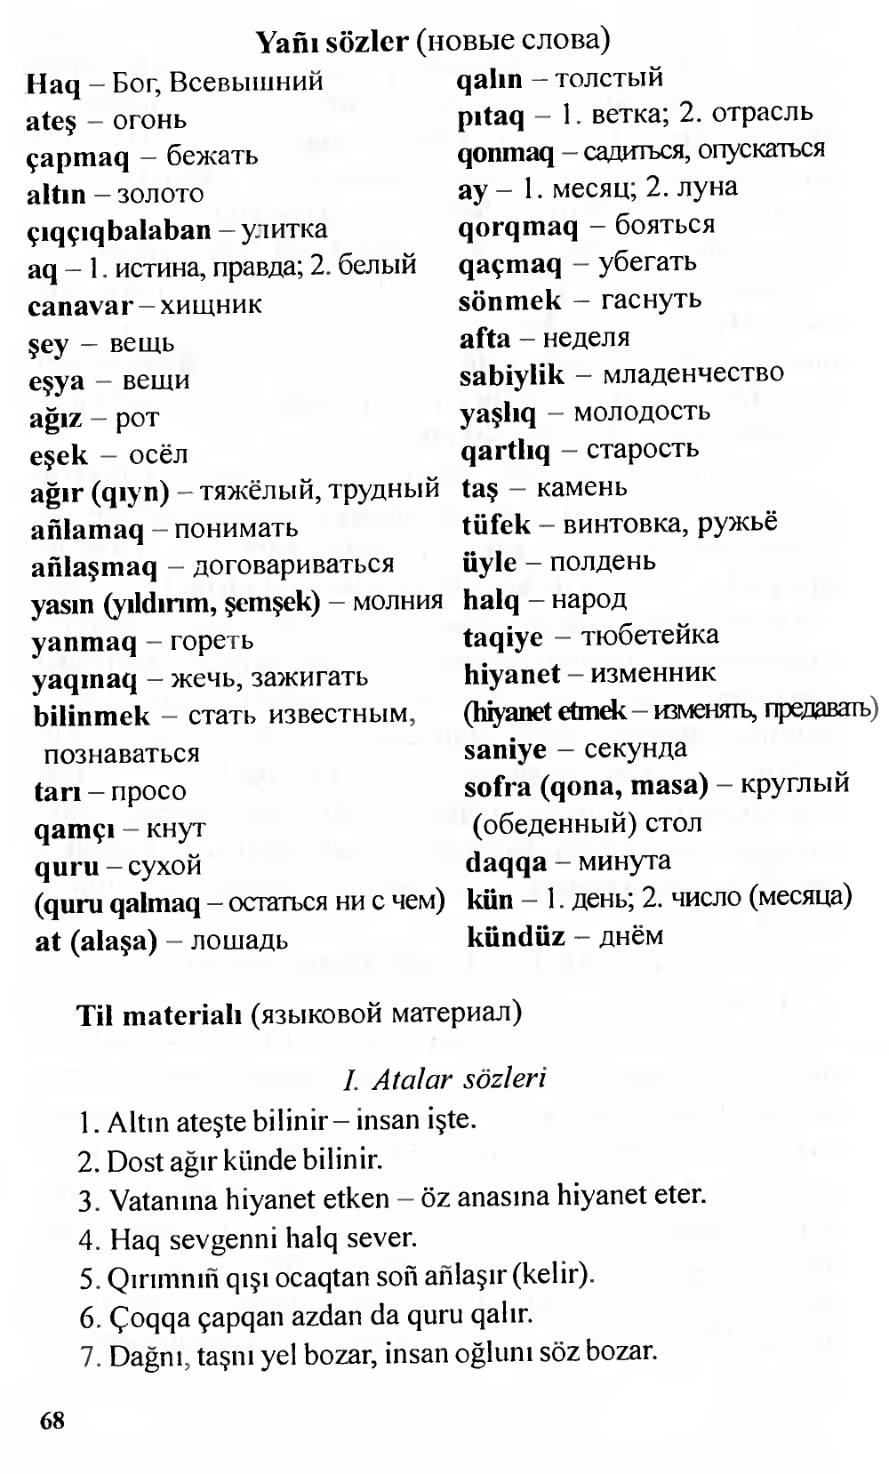 Yañı sözler (новые слова)
Haq – Бог, Всевышний
ateş – огонь
çapmaq – бежать
altın – золото
çıqçıqbalaban – улитка
aq – 1. истина, правда; 2. белый
canavar – хищник
şey – вещь
eşya – вещи
ağız – рот
eşek – осёл
ağır (qıyn) – тяжёлый, трудный
añlamaq – понимать
añlaşmaq – договариваться
yasın (yıldırım, şemşek) – молния
yanmaq – гореть
yaqmaq – жечь, зажигать
bilinmek – стать известным,
познаваться
tarı – просо
qamçı – кнут
quru – сухой
(quru qalmaq – остаться ни с чем)
at (alaşa) – лошадь
qalın – толстый
pıtaq – 1. ветка; 2. отрасль
qonmaq – садиться, опускаться
ay – 1. месяц; 2. луна
qorqmaq – бояться
qaçmaq – убегать
sönmek – гаснуть
afta – неделя
sabiylik – младенчество
yaşlıq – молодость
qartlıq – старость
taş – камень
tüfek – винтовка, ружьё
üyle – полдень
halq – народ
taqiye – тюбетейка
hiyanet – изменник
(hiyanet etmek – изменять, предавать)
saniye – секунда
sofra (qona, masa) – круглый
(обеденный) стол
daqqa – минута
kün – 1. день; 2. число (месяца)
kündüz – днём
Til materialı (языковой материал)
I. Atalar sözleri
1. Altın ateşte bilinir – insan işte.
2. Dost ağır künde bilinir.
3. Vatanına hiyanet etken – öz anasına hiyanet eter.
4. Haq sevgenni halq sever.
5. Qırımnıñ qışı ocaqtan soñ añlaşır (kelir).
6. Çoqqa çapqan azdan da quru qalır.
7. Dağnı, taşnı yel bozar, insan oğlunı söz bozar.
68